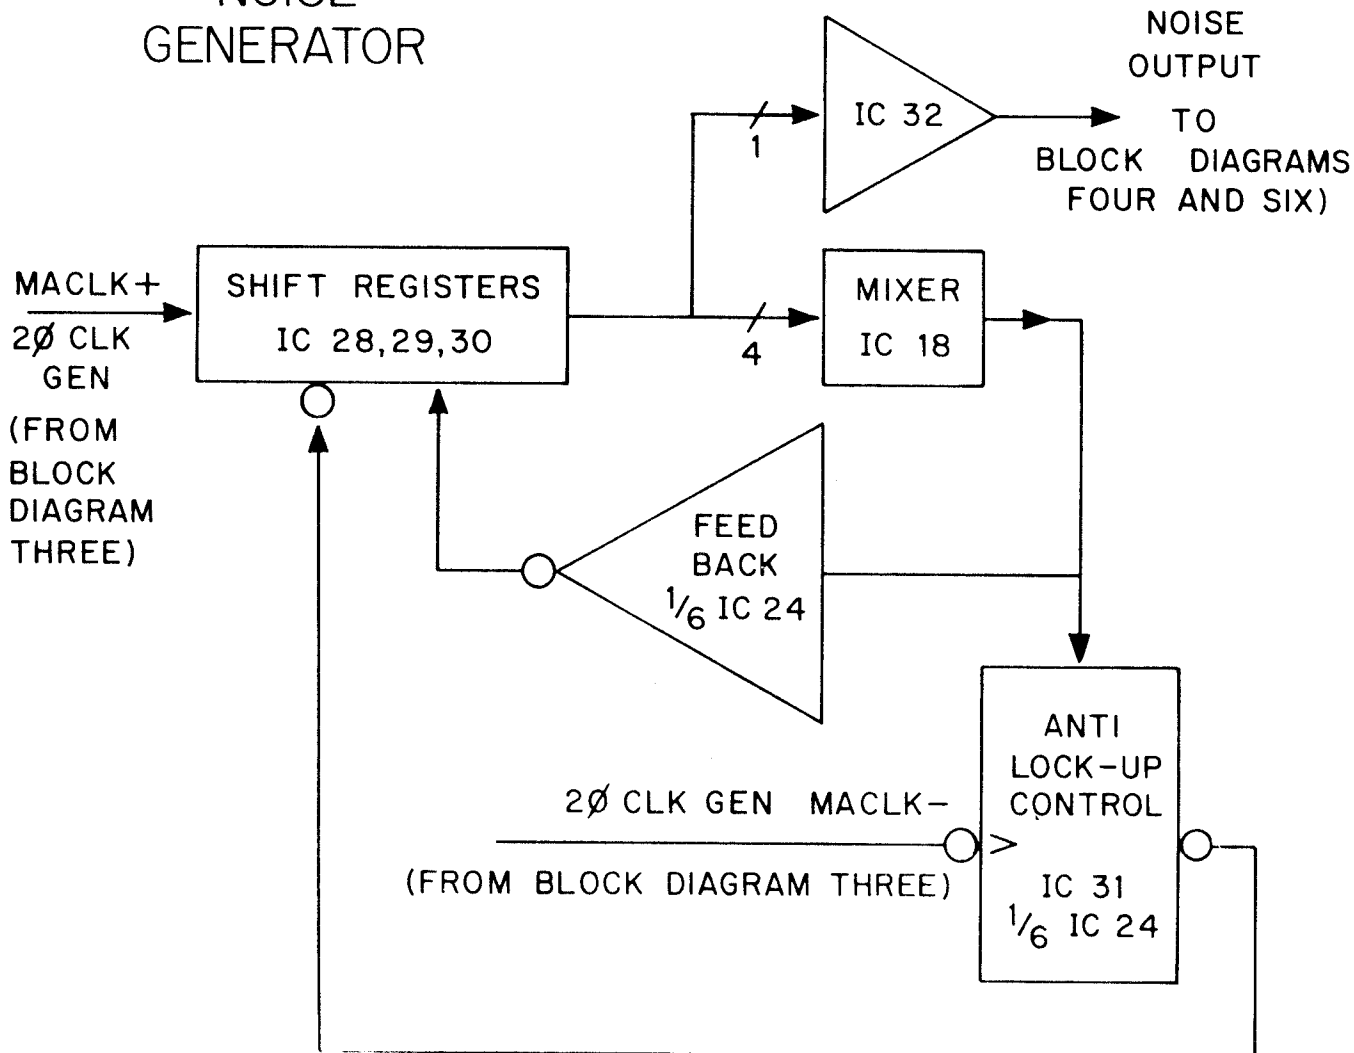 NOISE
GENERATOR
NOISE
OUTPUT
TO
BLOCK DIAGRAMS
FOUR AND SIX)
IC 32
1
MACLK+
2Ø CLK
GEN
(FROM
BLOCK
DIAGRAM
THREE)
SHIFT REGISTERS
IC 28,29,30
4
MIXER
IC 18
FEED
BACK
1/6 IC 24
2Ø CLK GEN MACLK-
(FROM BLOCK DIAGRAM THREE)
>
ANTI
LOCK-UP
CONTROL
IC 31
1/6 IC 24